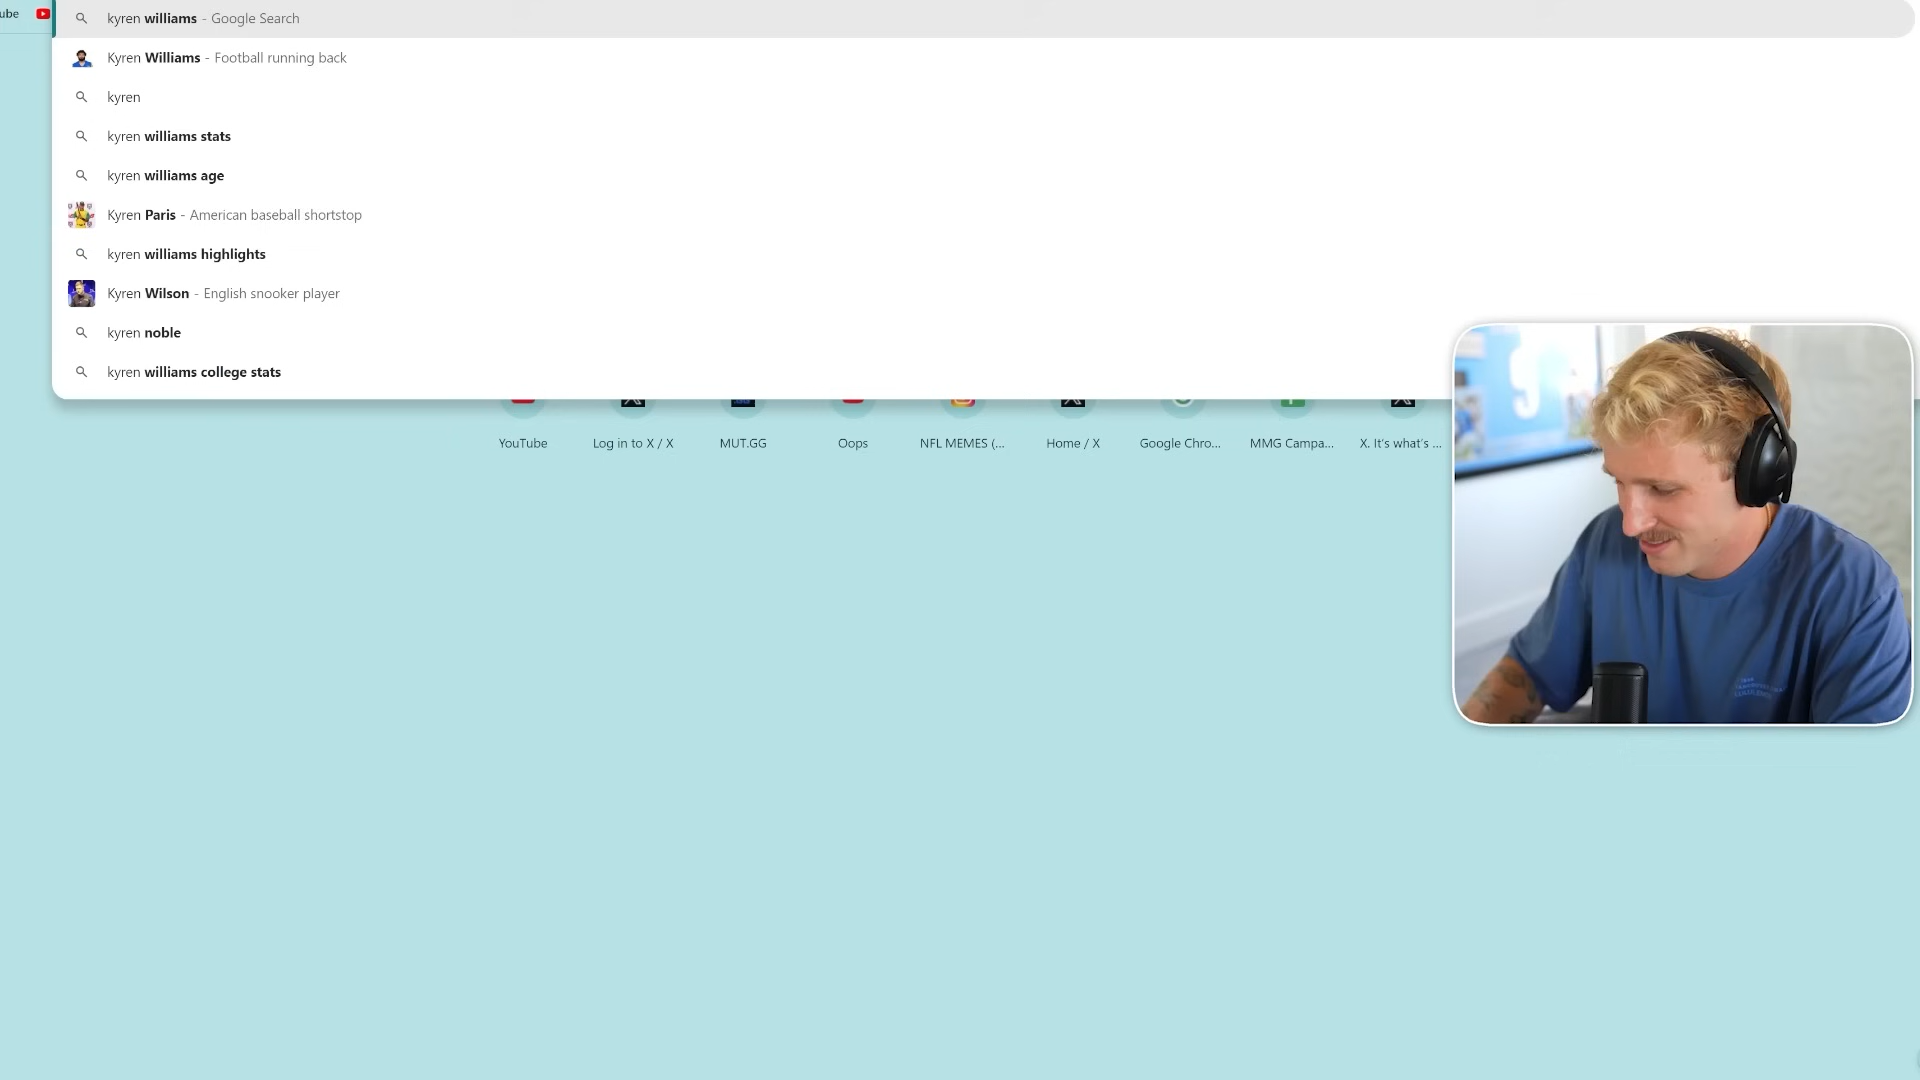 ube
kyren williams - Google Search
Kyren Williams - Football running back
kyren
kyren williams stats
kyren williams age
Kyren Paris - American baseball shortstop
kyren williams highlights
Kyren Wilson - English snooker player
kyren noble
kyren williams college stats
YouTube
Log in to X / X
MUT.GG
Oops
NFL MEMES (...
Home / X
Google Chro...
MMG Campa...
X. It's what's ...